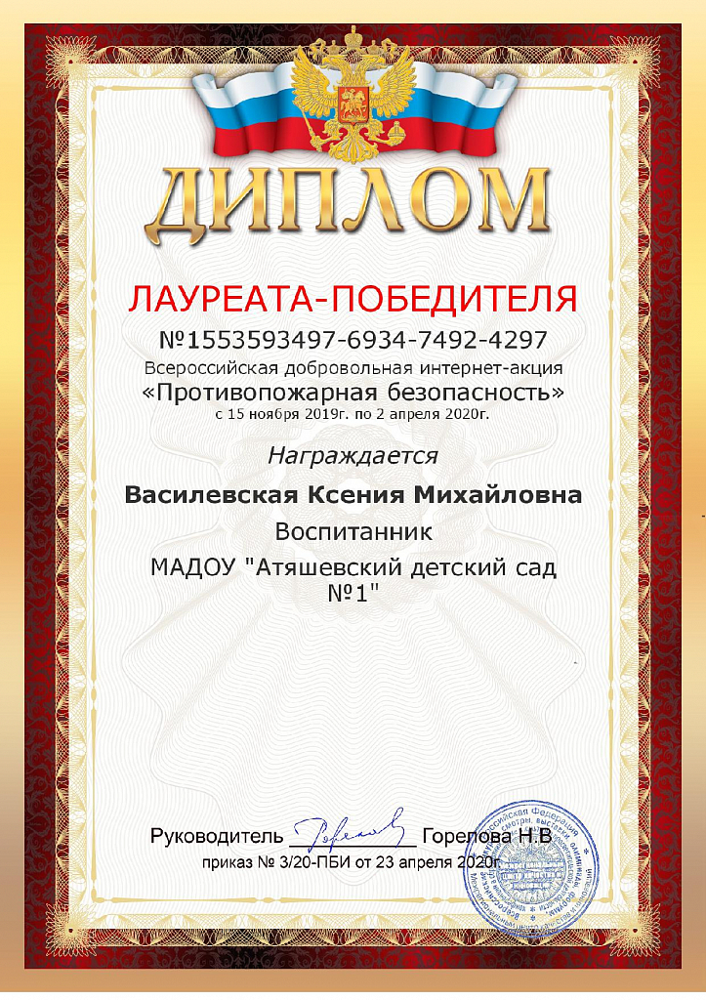 ДИПЛОМ
ЛАУРЕАТА-ПОБЕДИТЕЛЯ
№1553593497-6934-7492-4297
Всероссийская добровольная интернет-акция
«Противопожарная безопасность»
с 15 ноября 2019г. по 2 апреля 2020г.
Награждается
Василевская Ксения Михайловна
Воспитанник
МАДОУ "Атяшевский детский сад
№1"
Руководитель Горелова Н.В
приказ № 3/20-ПБИ от 23 апреля 2020г.
Российская Федерация